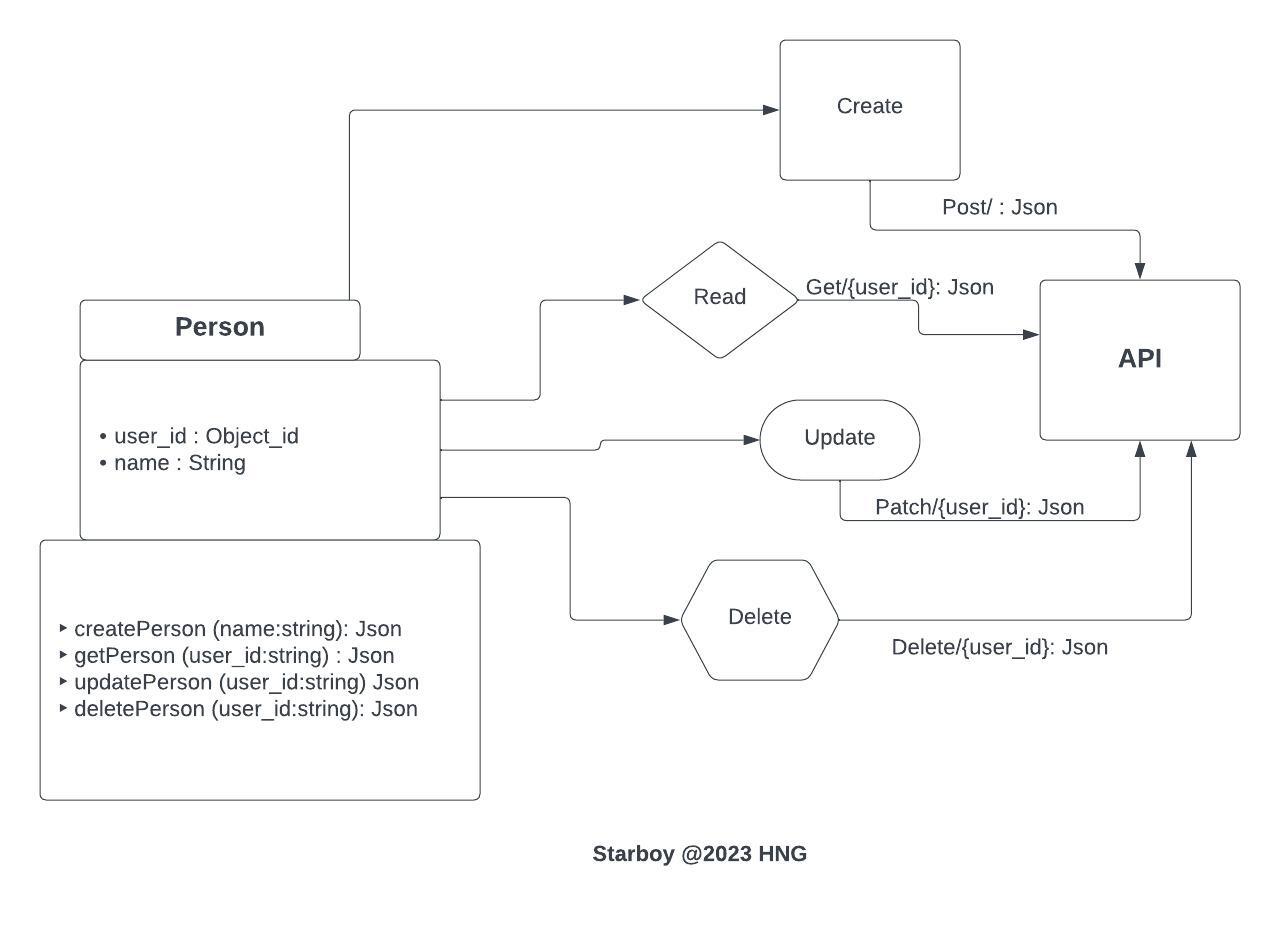 Create
Post/ : Json
Read
Get/{user_id}: Json
Person
API
• user_id : Object_id
• name : String
Update
Patch/{user_id}: Json
Delete
Delete/{user_id}: Json
‣ createPerson (name:string): Json
‣ getPerson (user_id:string) : Json
‣ updatePerson (user_id:string) Json
‣ deletePerson (user_id:string): Json
Starboy @2023 HNG